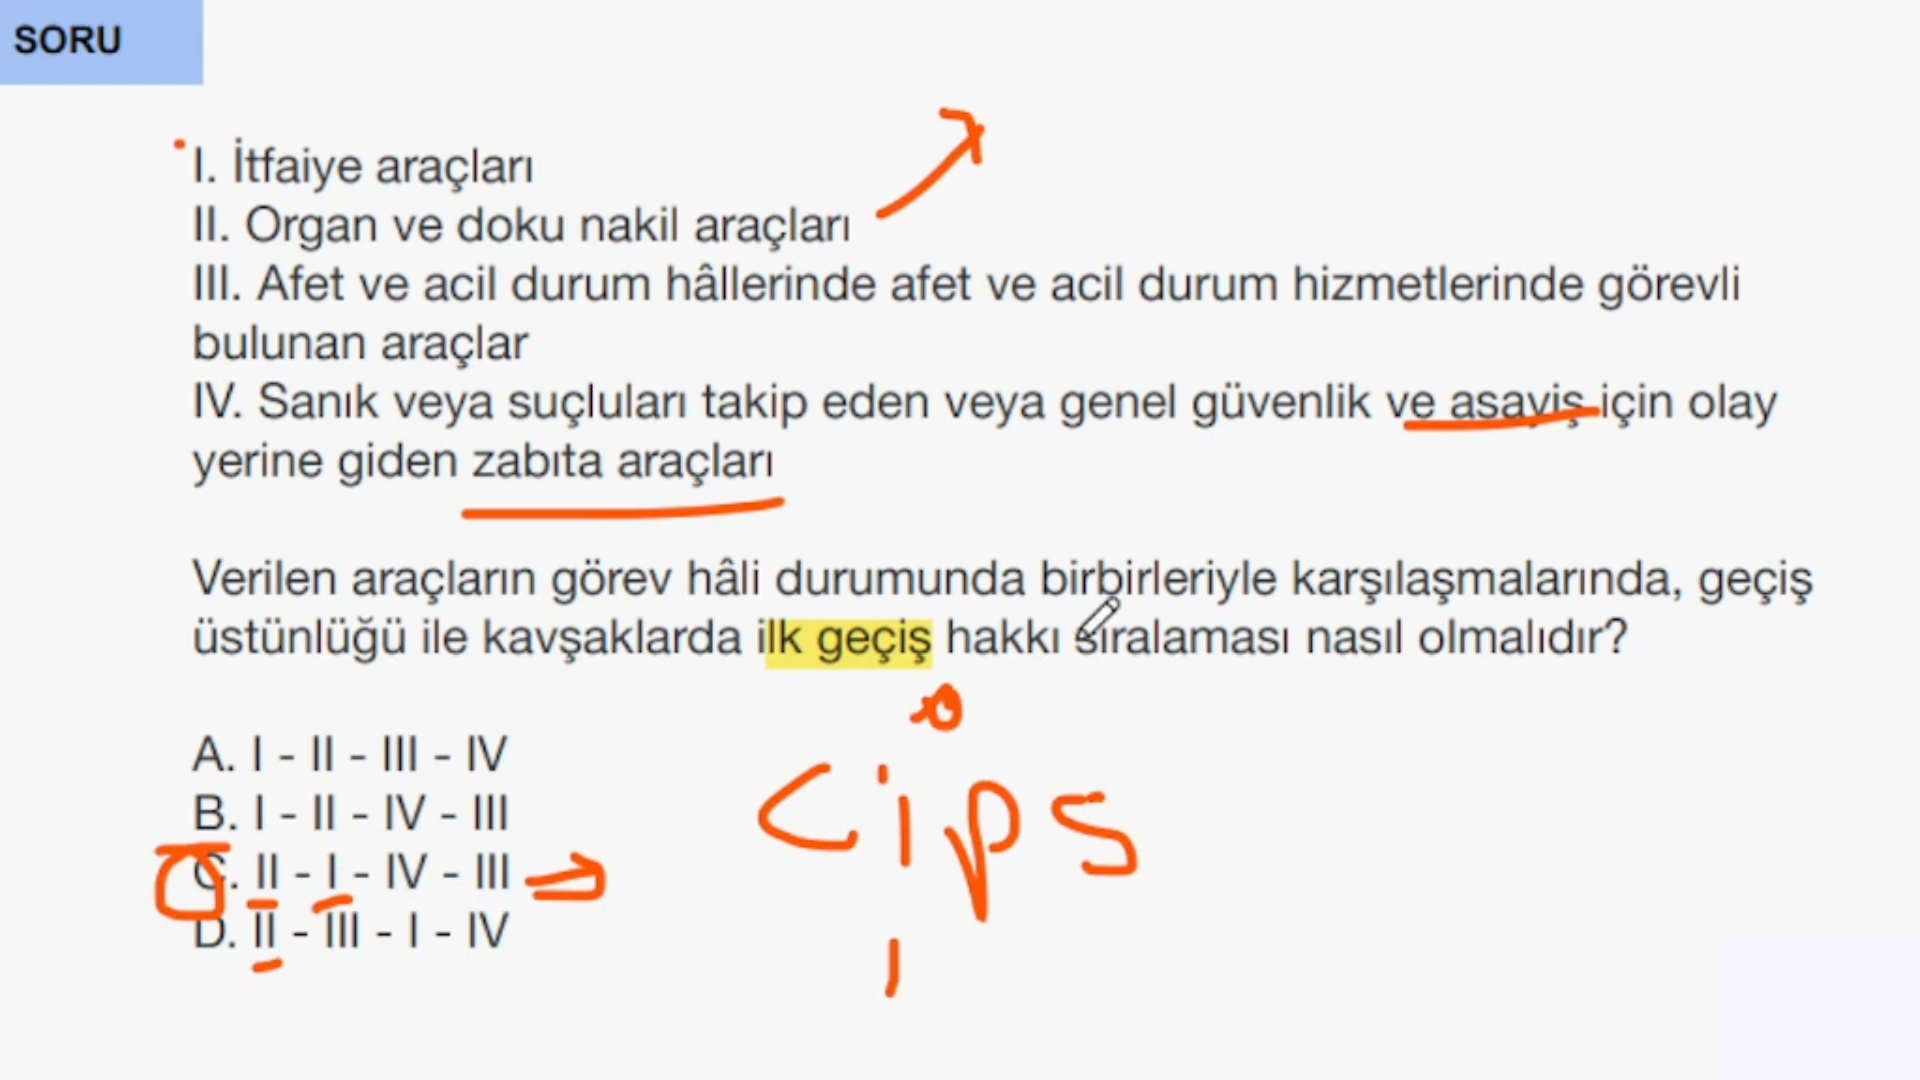 SORU
I. İtfaiye araçları
II. Organ ve doku nakil araçları
III. Afet ve acil durum hâllerinde afet ve acil durum hizmetlerinde görevli
bulunan araçlar
IV. Sanık veya suçluları takip eden veya genel güvenlik ve asayiş için olay
yerine giden zabıta araçları
Verilen araçların görev hâli durumunda birbirleriyle karşılaşmalarında, geçiş
üstünlüğü ile kavşaklarda ilk geçiş hakkı sıralaması nasıl olmalıdır?
A. I - II - III - IV
B. I - II - IV - III
C. II - I - IV - III
D. II - III - I - IV
cips